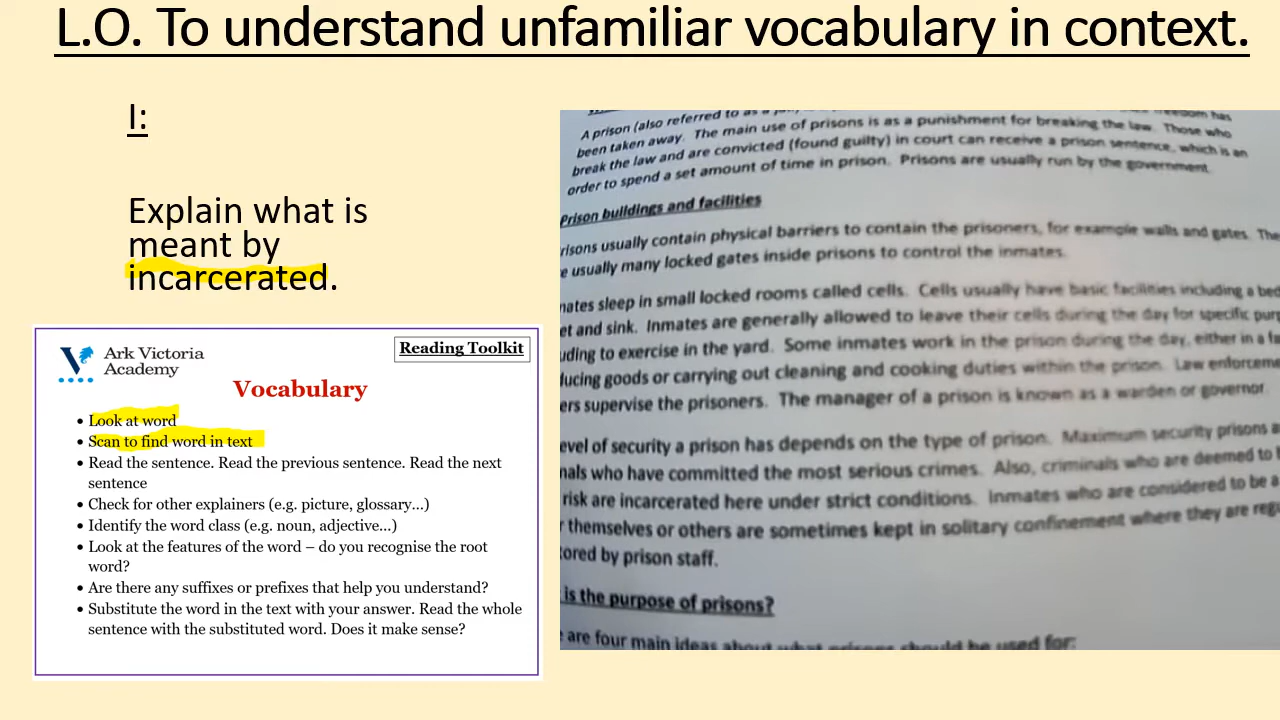 L.O. To understand unfamiliar vocabulary in context.
I:
Explain what is
meant by
incarcerated.
Ark Victoria
Academy
Reading Toolkit
Vocabulary
• Look at word
• Scan to find word in text
• Read the sentence. Read the previous sentence. Read the next
sentence
• Check for other explainers (e.g. picture, glossary...)
• Identify the word class (e.g. noun, adjective...)
• Look at the features of the word – do you recognise the root
word?
• Are there any suffixes or prefixes that help you understand?
• Substitute the word in the text with your answer. Read the whole
sentence with the substituted word. Does it make sense?
A prison (also referred to as a freedom has
been taken away. The main use of prisons is as a punishment for breaking the law. Those who
break the law and are convicted (found guilty) in court can receive a prison sentence, which is an
order to spend a set amount of time in prison. Prisons are usually run by the government.
Prison buildings and facilities
risons usually contain physical barriers to contain the prisoners, for example walls and gates. The
e usually many locked gates inside prisons to control the inmates.
nates sleep in small locked rooms called cells. Cells usually have basic facilities including a bed
et and sink. Inmates are generally allowed to leave their cells during the day for specific purp
uding to exercise in the yard. Some inmates work in the prison during the day, either in a fa
ducing goods or carrying out cleaning and cooking duties within the prison. Law enforceme
ers supervise the prisoners. The manager of a prison is known as a warden or governor.
evel of security a prison has depends on the type of prison. Maximum security prisons a
nals who have committed the most serious crimes. Also, criminals who are deemed to b
risk are incarcerated here under strict conditions. Inmates who are considered to be a
r themselves or others are sometimes kept in solitary confinement where they are regu
tored by prison staff.
is the purpose of prisons?
e are four main ideas about what prisons should be used for: